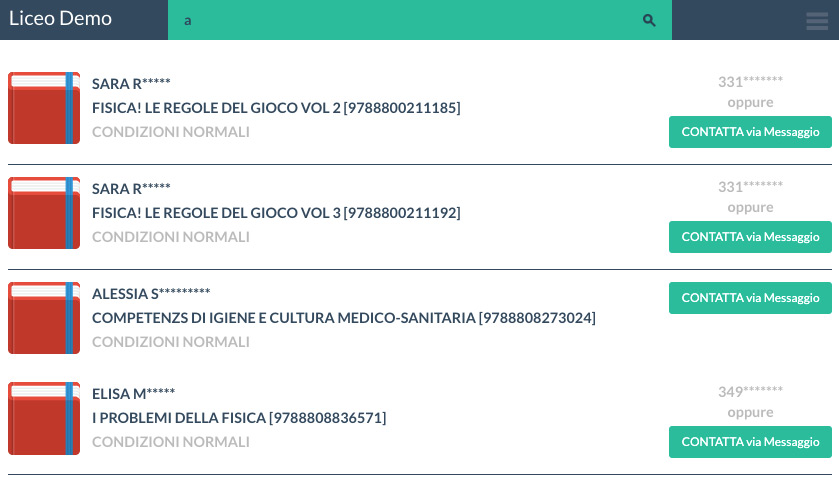 Liceo Demo
a
SARA R*****
FISICA! LE REGOLE DEL GIOCO VOL 2 [9788800211185]
CONDIZIONI NORMALI
331*******
oppure
CONTATTA via Messaggio
SARA R*****
FISICA! LE REGOLE DEL GIOCO VOL 3 [9788800211192]
CONDIZIONI NORMALI
331*******
oppure
CONTATTA via Messaggio
ALESSIA S*********
COMPETENZS DI IGIENE E CULTURA MEDICO-SANITARIA [9788808273024]
CONDIZIONI NORMALI
CONTATTA via Messaggio
ELISA M*****
I PROBLEMI DELLA FISICA [9788808836571]
CONDIZIONI NORMALI
349*******
oppure
CONTATTA via Messaggio